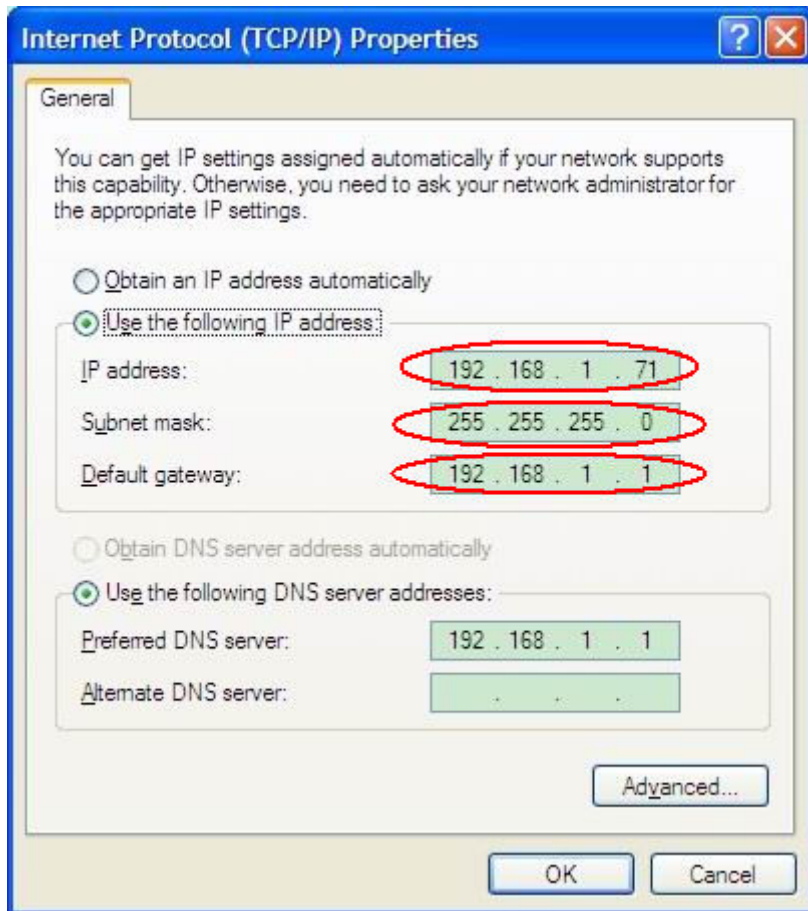 Internet Protocol (TCP/IP) Properties
General
You can get IP settings assigned automatically if your network supports
this capability. Otherwise, you need to ask your network administrator for
the appropriate IP settings.
Obtain an IP address automatically
Use the following IP address:
IP address: 192 . 168 . 1 . 71
Subnet mask: 255 . 255 . 255 . 0
Default gateway: 192 . 168 . 1 . 1
Obtain DNS server address automatically
Use the following DNS server addresses:
Preferred DNS server: 192 . 168 . 1 . 1
Alternate DNS server: . . .
Advanced...
OK Cancel